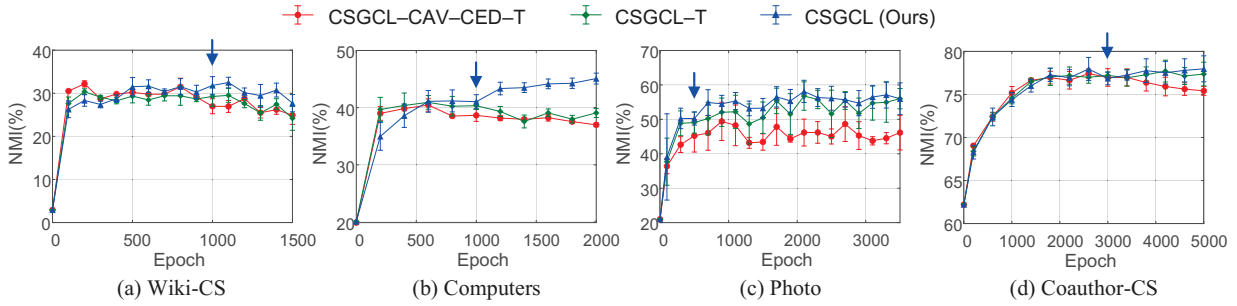 CSGCL–CAV–CED–T CSGCL–T CSGCL (Ours)
NMI(%)
40
30
20
10
0
0 500 1000 1500
Epoch
(a) Wiki-CS
NMI(%)
50
40
30
20
0 500 1000 1500 2000
Epoch
(b) Computers
NMI(%)
70
60
50
40
30
20
0 1000 2000 3000
Epoch
(c) Photo
NMI(%)
80
75
70
65
60
0 1000 2000 3000 4000 5000
Epoch
(d) Coauthor-CS